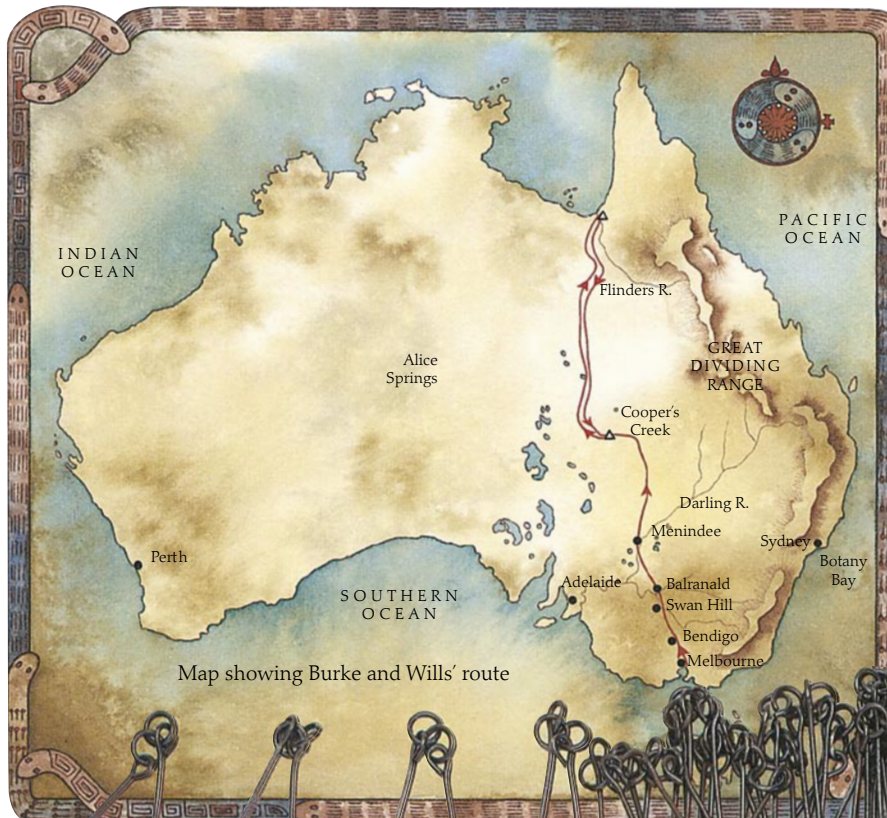 PACIFIC
OCEAN
INDIAN
OCEAN
Flinders R.
GREAT
DIVIDING
RANGE
Alice
Springs
Cooper's
Creek
Darling R.
Menindee
Sydney
Botany
Bay
Perth
Adelaide
Balranald
SOUTHERN
OCEAN
Swan Hill
Bendigo
Melbourne
Map showing Burke and Wills' route